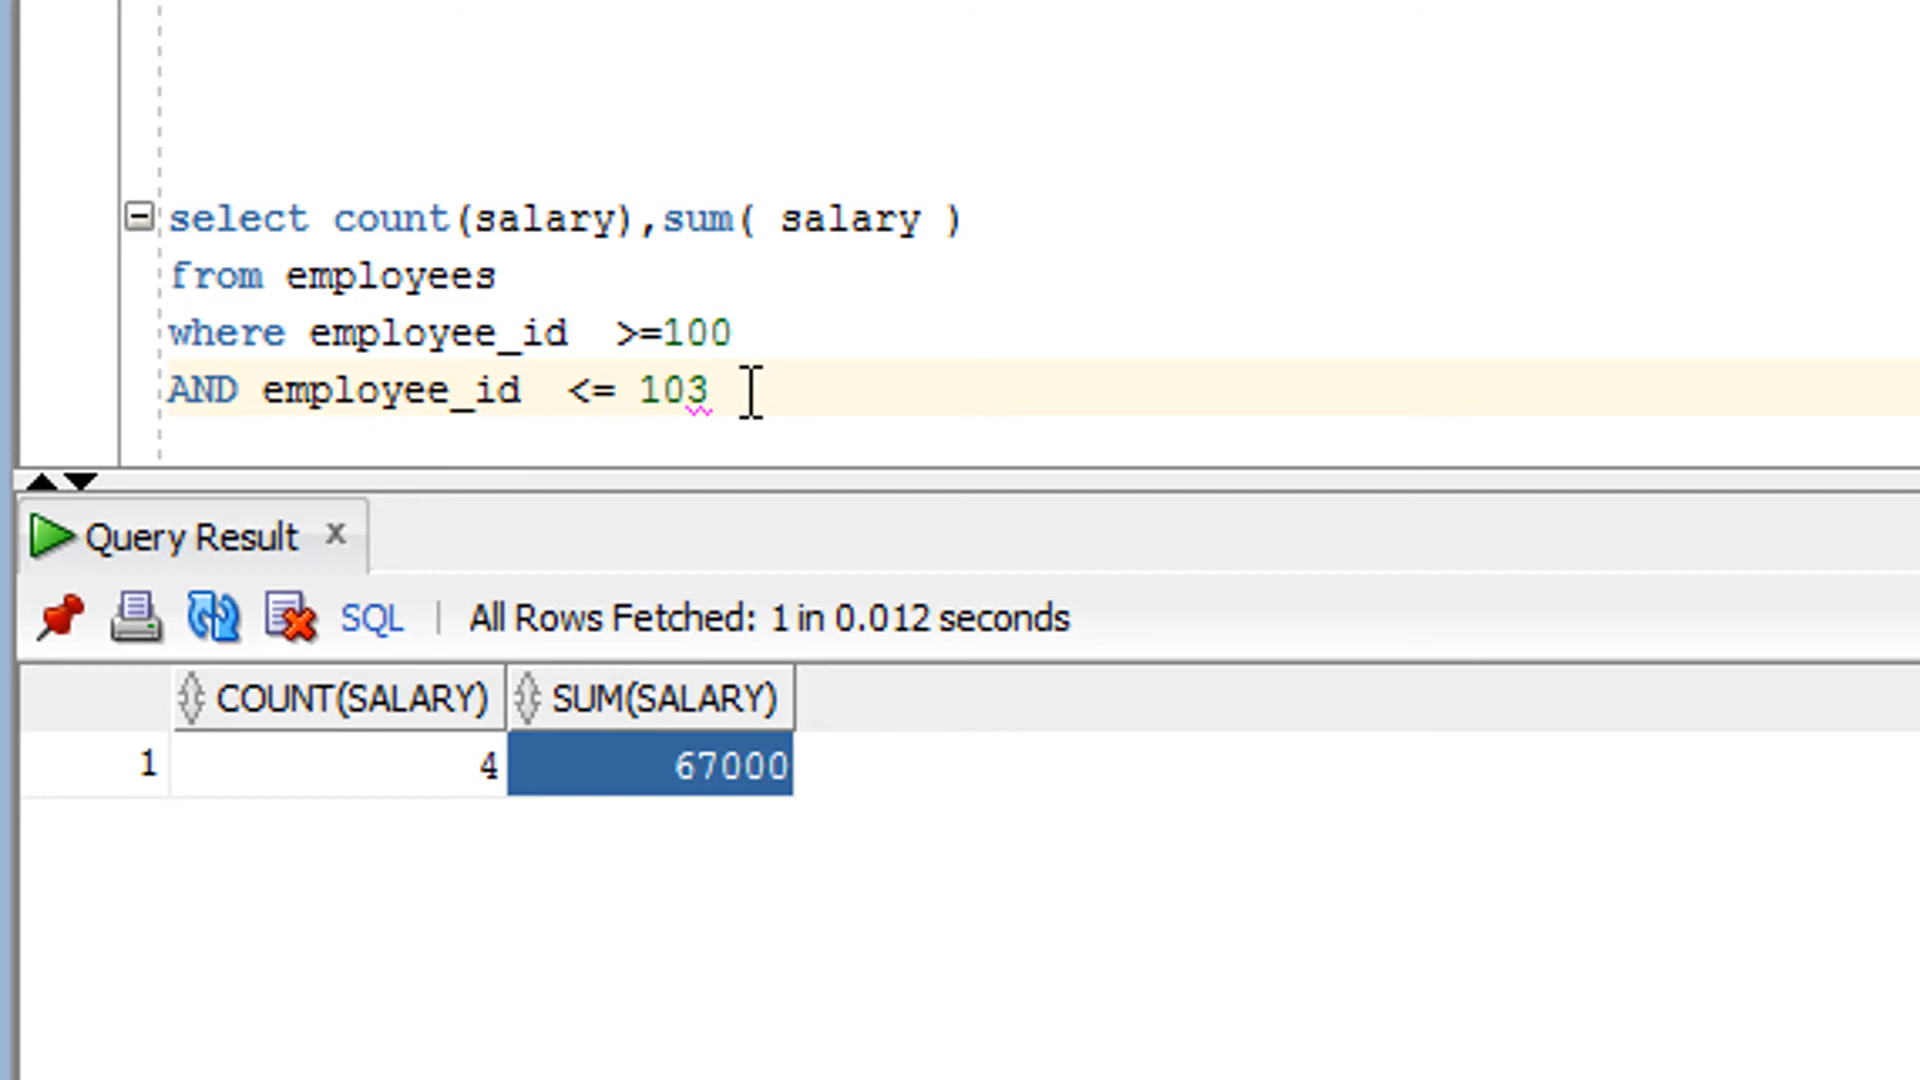 select count(salary),sum( salary )
from employees
where employee_id  >=100
AND employee_id  <= 103
Query Result x
SQL | All Rows Fetched: 1 in 0.012 seconds
COUNT(SALARY) SUM(SALARY)
1 4 67000